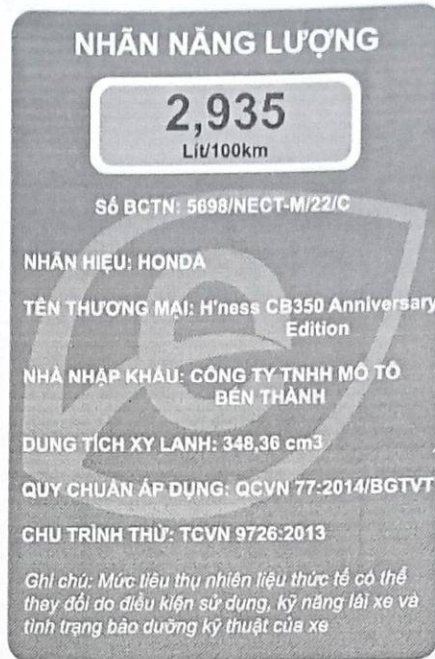 NHÃN NĂNG LƯỢNG
2,935
Lít/100km
Số BCTN: 5698/NECT-M/22/C
NHÃN HIỆU: HONDA
TÊN THƯƠNG MẠI: H'ness CB350 Anniversary
Edition
NHÀ NHẬP KHẨU: CÔNG TY TNHH MÔ TÔ
BẾN THÀNH
DUNG TÍCH XY LANH: 348,36 cm3
QUY CHUẨN ÁP DỤNG: QCVN 77:2014/BGTVT
CHU TRÌNH THỬ: TCVN 9726:2013
Ghi chú: Mức tiêu thụ nhiên liệu thức tế có thể
thay đổi do điều kiện sử dụng, kỹ năng lái xe và
tình trạng bảo dưỡng kỹ thuật của xe